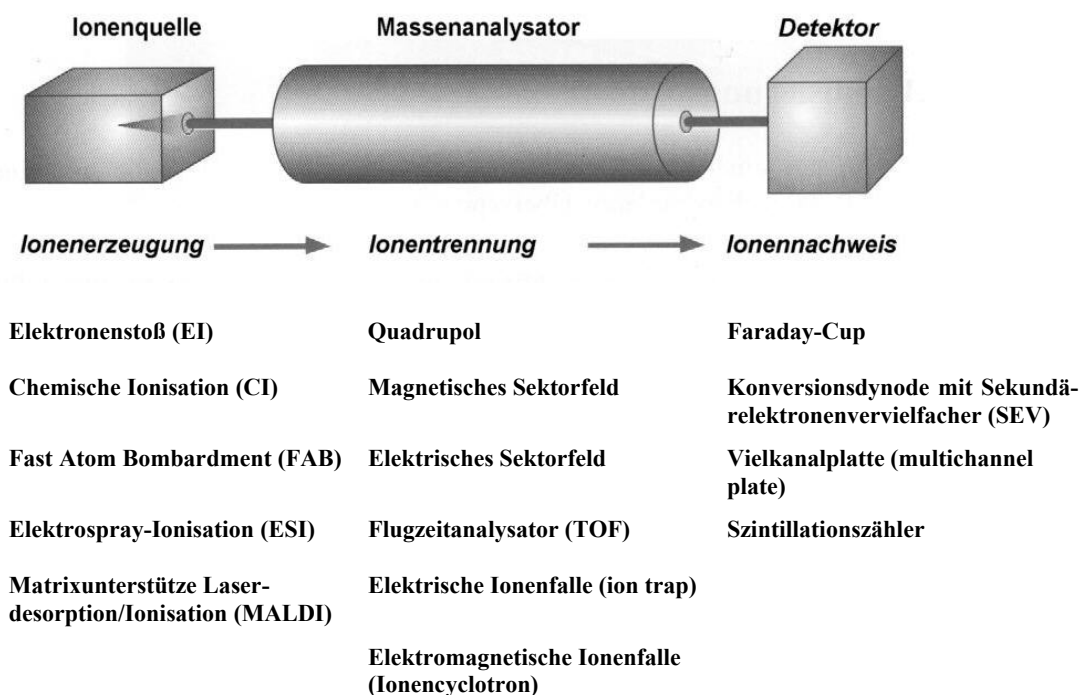 Ionenquelle Massenanalysator Detektor
Ionenerzeugung Ionentrennung Ionennachweis
Elektronenstoß (EI) Quadrupol Faraday-Cup
Chemische Ionisation (CI) Magnetisches Sektorfeld Konversionsdynode mit Sekundä-
relektronenvervielfacher (SEV)
Fast Atom Bombardment (FAB) Elektrisches Sektorfeld Vielkanalplatte (multichannel
plate)
Elektrospray-Ionisation (ESI) Flugzeitanalysator (TOF) Szintillationszähler
Matrixunterstütze Laser- Elektrische Ionenfalle (ion trap)
desorption/Ionisation (MALDI)
Elektromagnetische Ionenfalle
(Ionencyclotron)